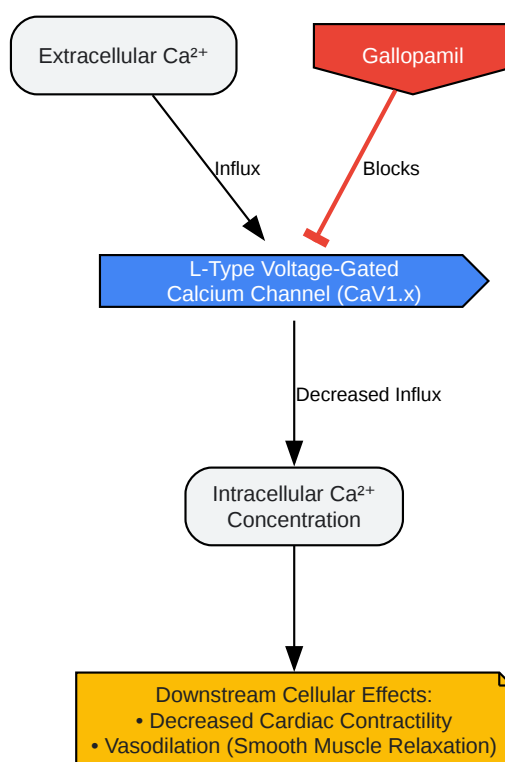 Extracellular Ca²⁺
Gallopamil
Influx
Blocks
L-Type Voltage-Gated
Calcium Channel (CaV1.x)
Decreased Influx
Intracellular Ca²⁺
Concentration
Downstream Cellular Effects:
• Decreased Cardiac Contractility
• Vasodilation (Smooth Muscle Relaxation)